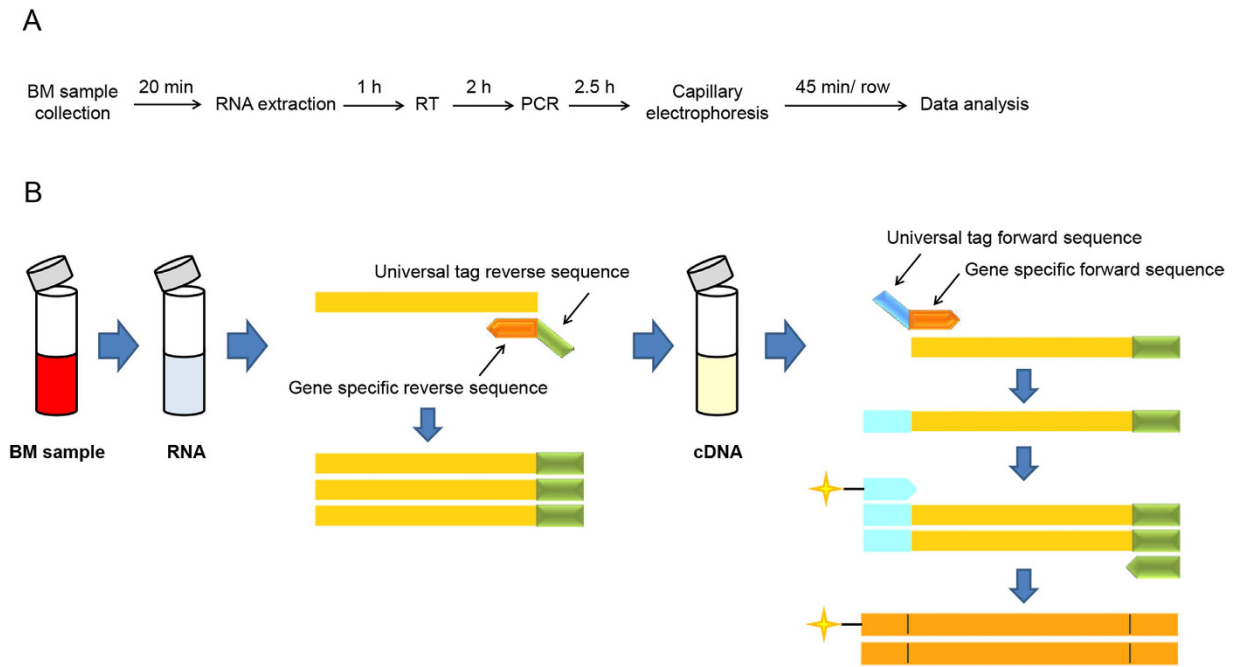 A
BM sample
collection
20 min
RNA extraction
1 h
RT
2 h
PCR
2.5 h
Capillary
electrophoresis
45 min/ row
Data analysis
B
Universal tag forward sequence
Gene specific forward sequence
Universal tag reverse sequence
Gene specific reverse sequence
BM sample
RNA
cDNA